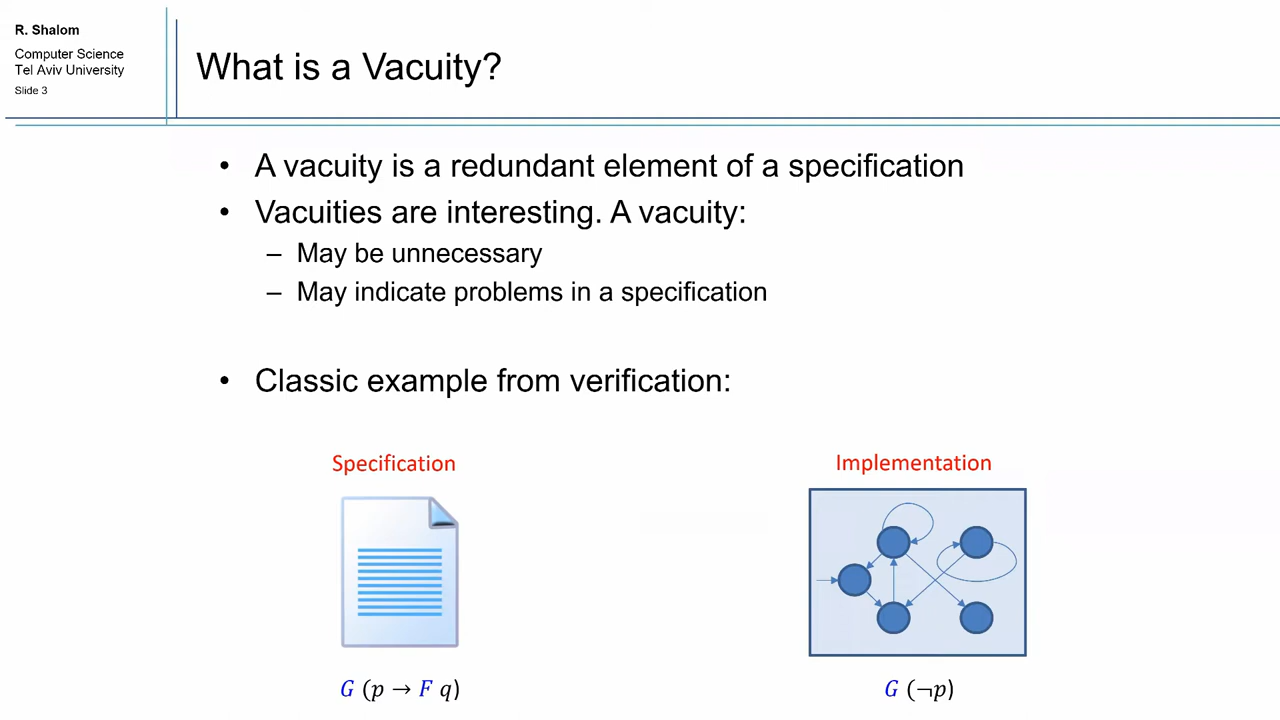 R. Shalom
Computer Science
Tel Aviv University
Slide 3
What is a Vacuity?
• A vacuity is a redundant element of a specification
• Vacuities are interesting. A vacuity:
– May be unnecessary
– May indicate problems in a specification
• Classic example from verification:
Specification
Implementation
G (p → F q)
G (¬p)